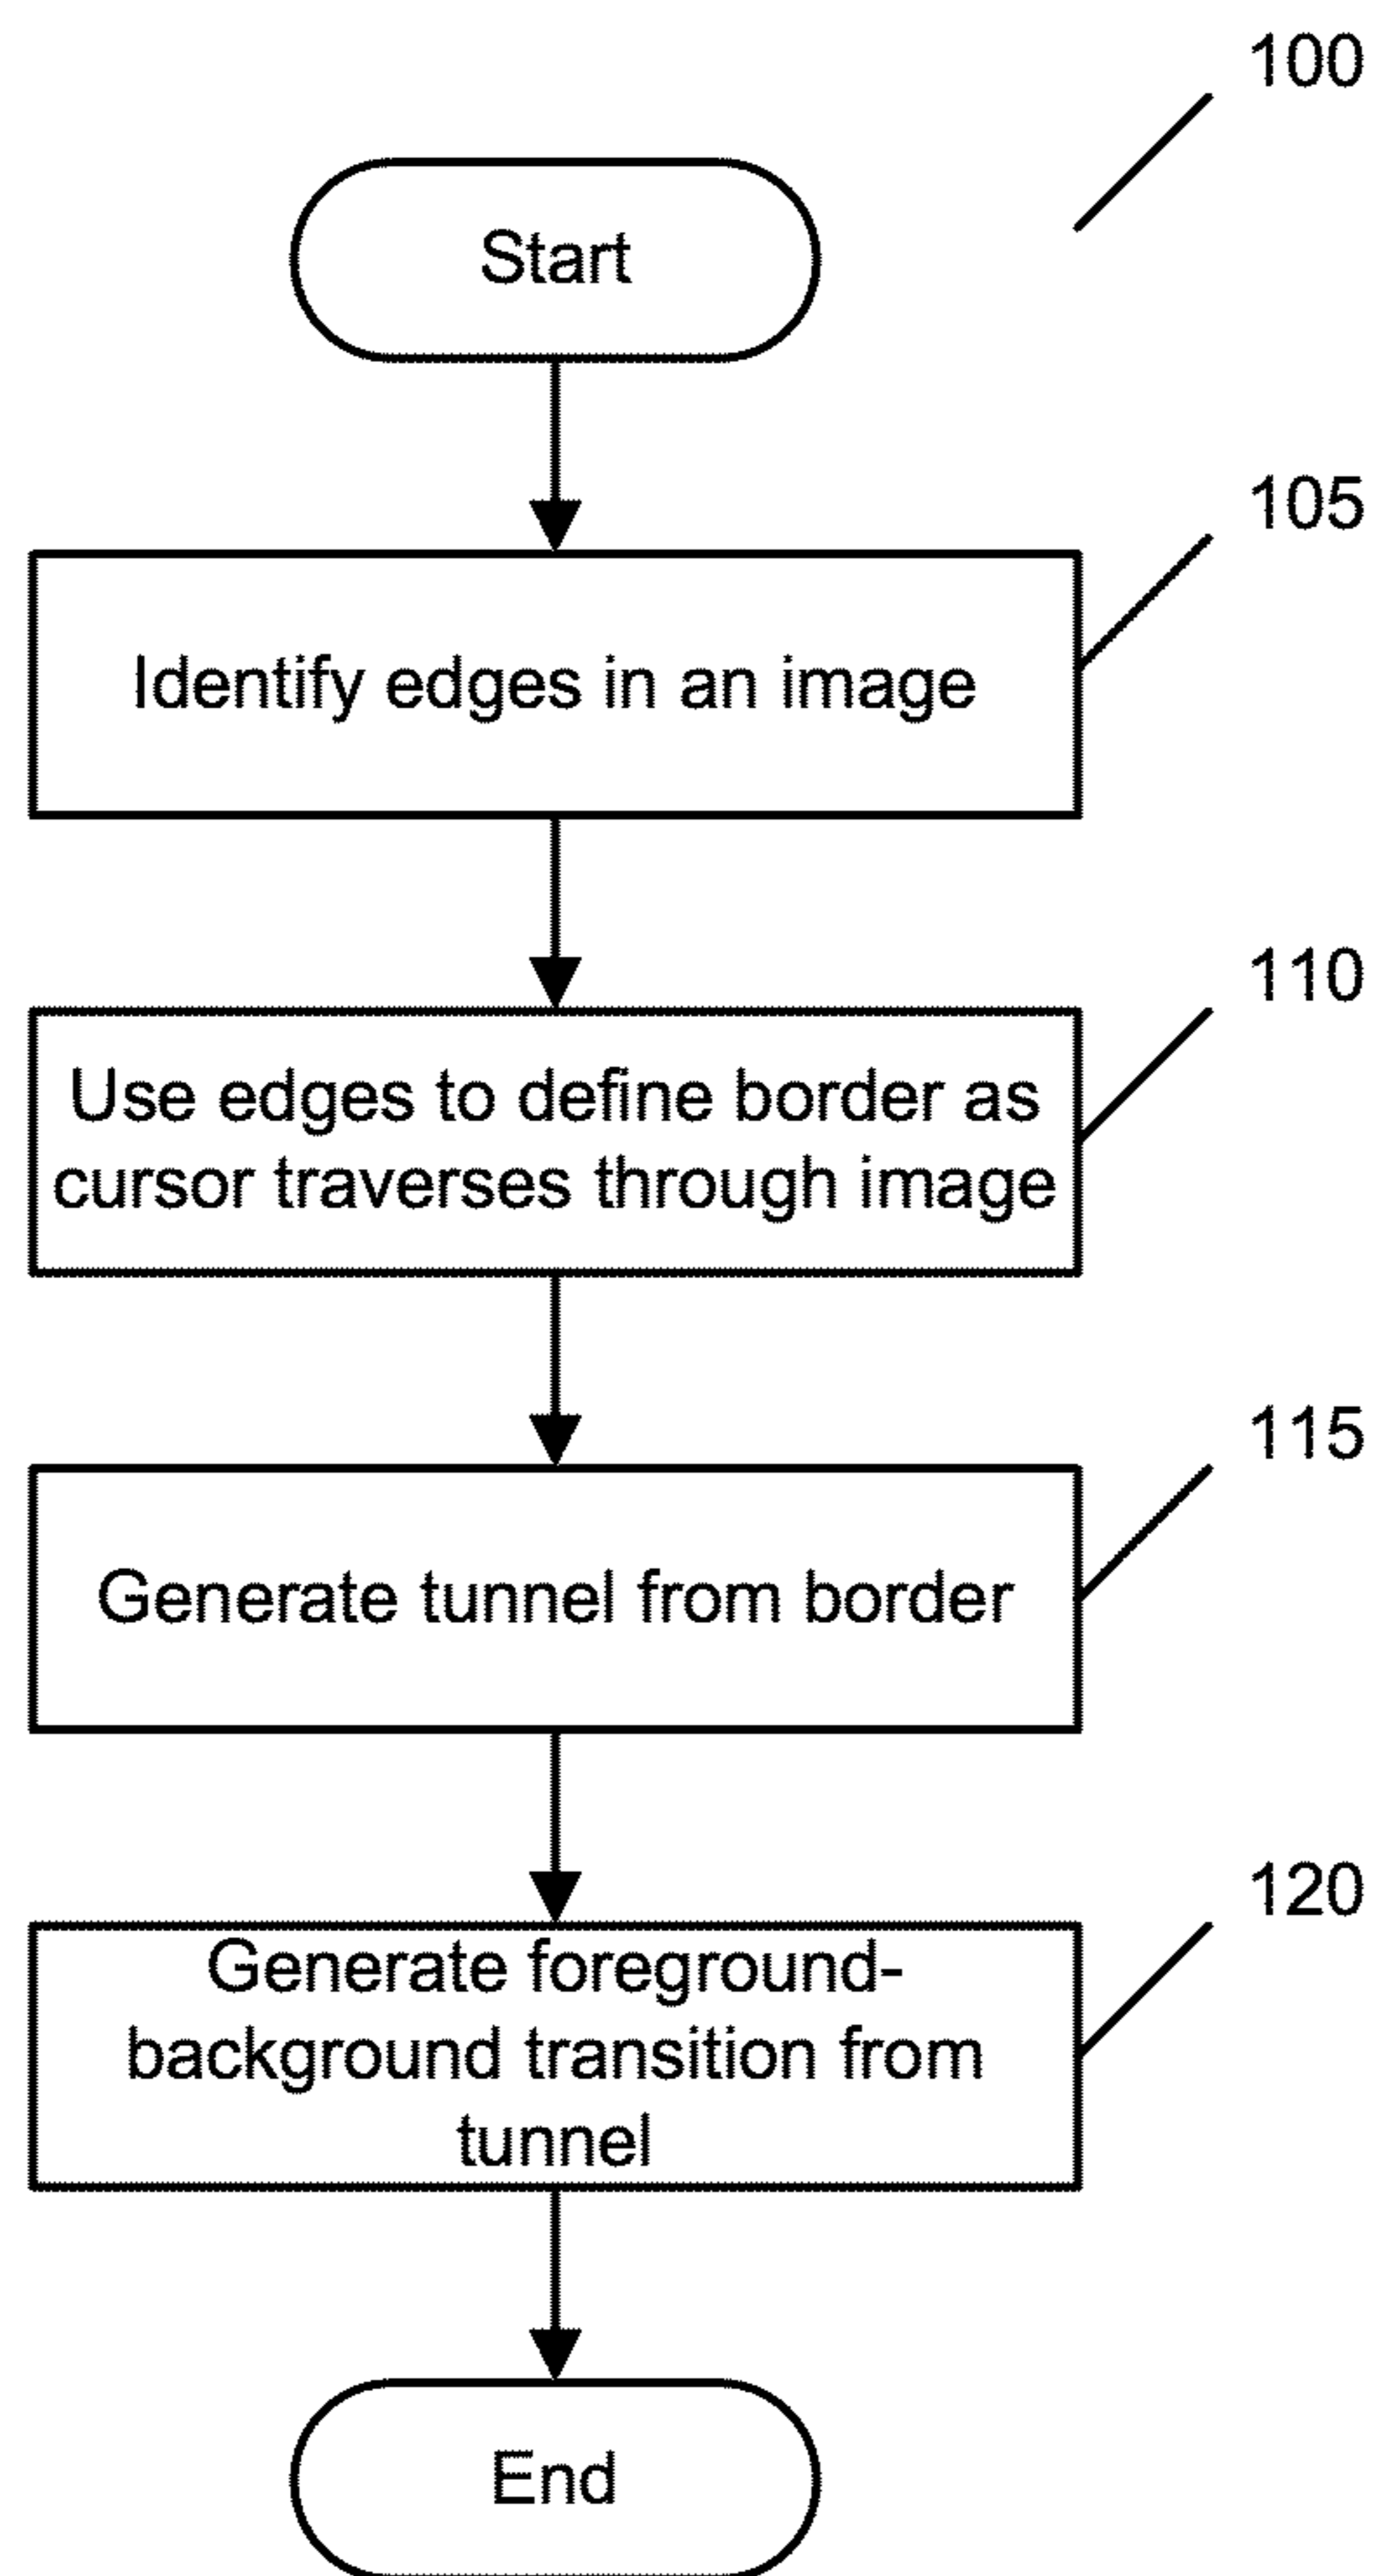 100
Start
105
Identify edges in an image
110
Use edges to define border as
cursor traverses through image
115
Generate tunnel from border
120
Generate foreground-
background transition from
tunnel
End